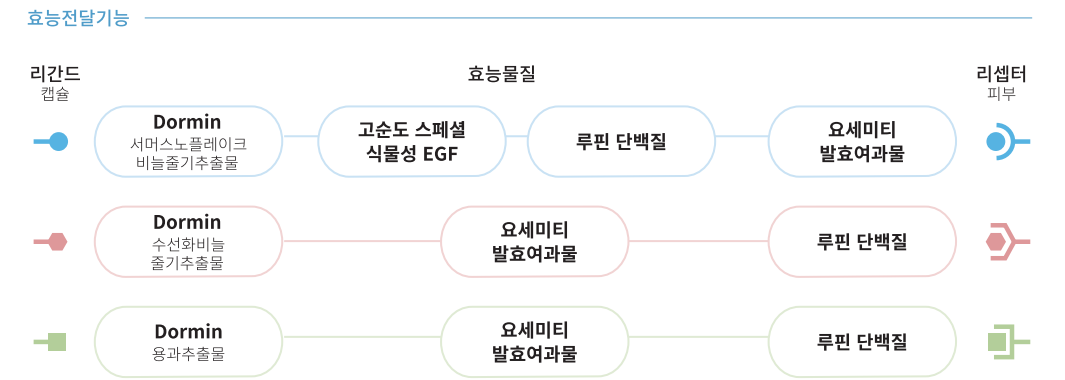 효능전달기능
리간드
캡슐
효능물질
리셉터
피부
Dormin
서머스노플레이크
비늘줄기추출물
고순도 스페셜
식물성 EGF
루핀 단백질
요세미티
발효여과물
Dormin
수선화비늘
줄기추출물
요세미티
발효여과물
루핀 단백질
Dormin
용과추출물
요세미티
발효여과물
루핀 단백질